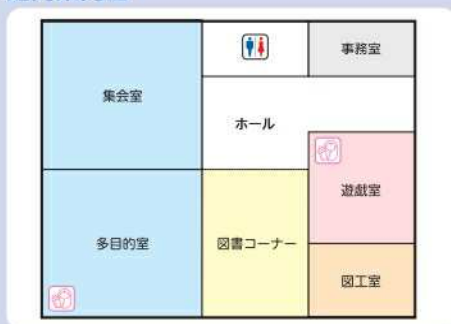 事務室
集会室
ホール
遊戯室
多目的室
図書コーナー
図工室